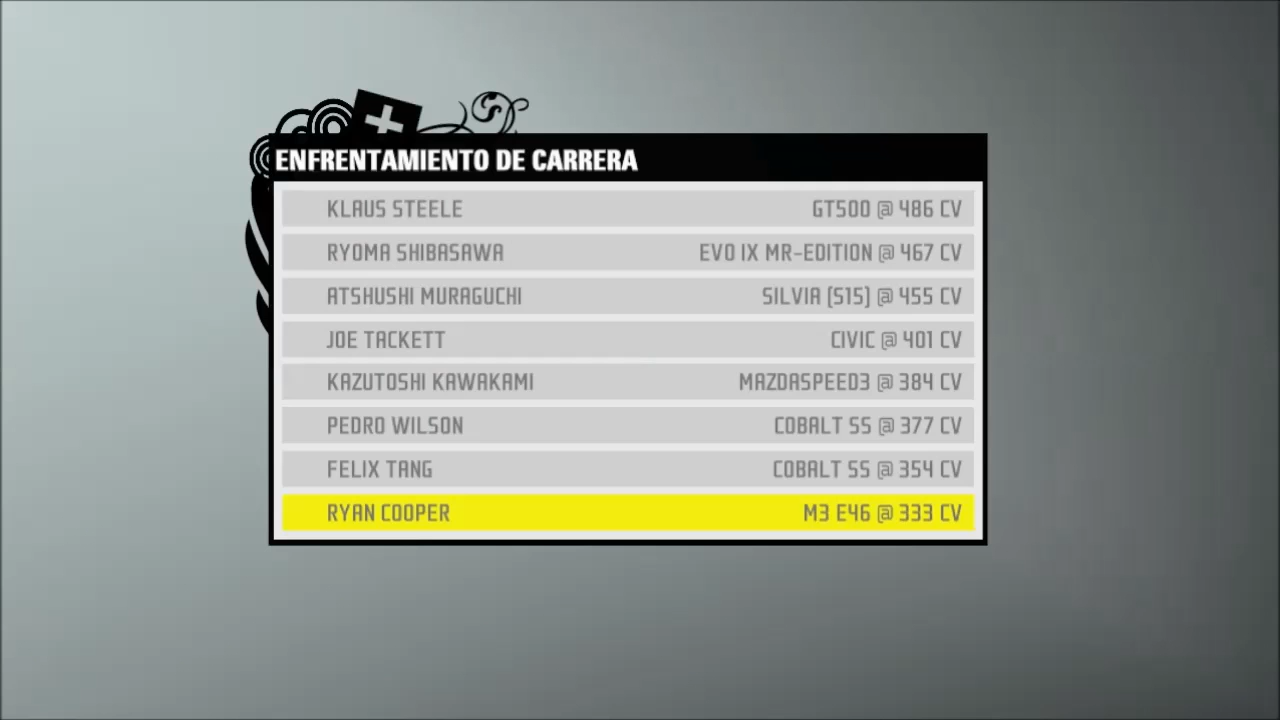 ENFRENTAMIENTO DE CARRERA
KLAUS STEELE GT500 @ 486 CV
RYOMA SHIBASAWA EVO IX MR-EDITION @ 467 CV
ATSHUSHI MURAGUCHI SILVIA (S15) @ 455 CV
JOE TACKETT CIVIC @ 401 CV
KAZUTOSHI KAWAKAMI MAZDASPEED3 @ 384 CV
PEDRO WILSON COBALT SS @ 377 CV
FELIX TANG COBALT SS @ 354 CV
RYAN COOPER M3 E46 @ 333 CV